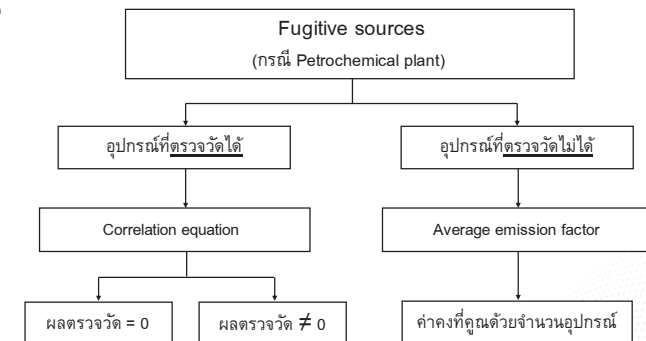 Fugitive sources
(กรณี Petrochemical plant)
อุปกรณ์ที่ตรวจวัดได้
อุปกรณ์ที่ตรวจวัดไม่ได้
Correlation equation
Average emission factor
ผลตรวจวัด = 0
ผลตรวจวัด ≠ 0
ค่าคงที่คูณด้วยจำนวนอุปกรณ์